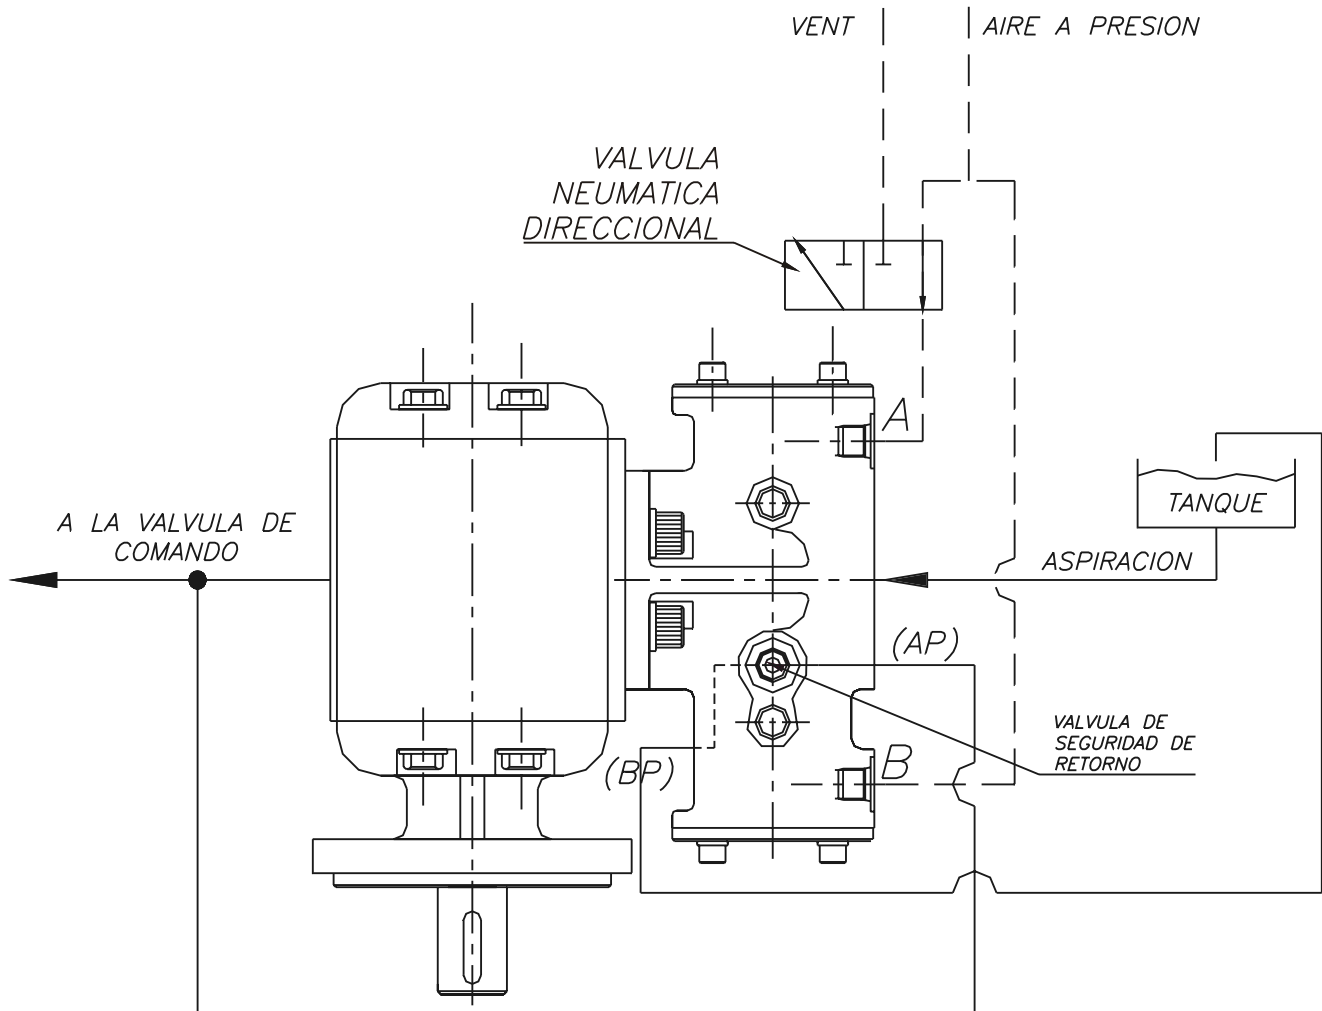 VENT
AIRE A PRESION
VALVULA
NEUMATICA
DIRECCIONAL
A
TANQUE
A LA VALVULA DE
COMANDO
ASPIRACION
(AP)
VALVULA DE
SEGURIDAD DE
RETORNO
(BP)
B